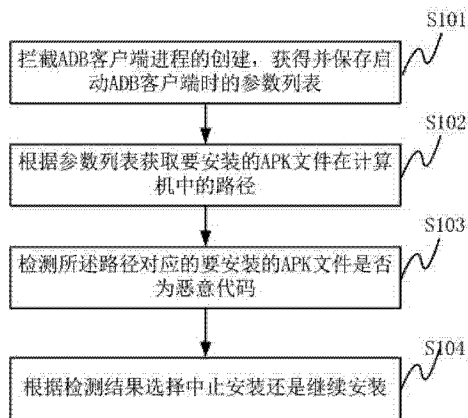 S101
拦截ADB客户端进程的创建，获得并保存启
动ADB客户端时的参数列表
S102
根据参数列表获取要安装的APK文件在计算
机中的路径
S103
检测所述路径对应的要安装的APK文件是否
为恶意代码
S104
根据检测结果选择中止安装还是继续安装